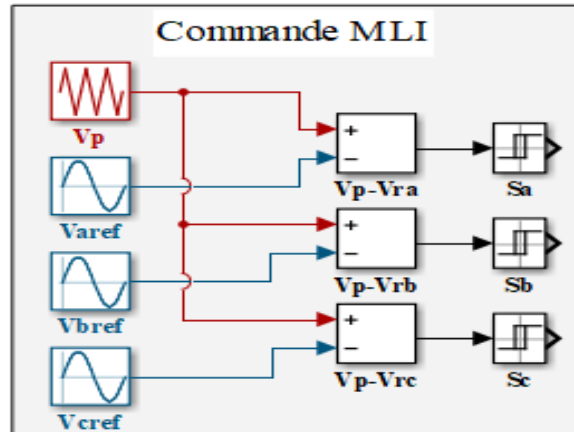 Commande MLI
Vp
+
−
Vp-Vra
Sa
Varef
+
−
Vp-Vrb
Sb
Vbref
+
−
Vp-Vrc
Sc
Vcref